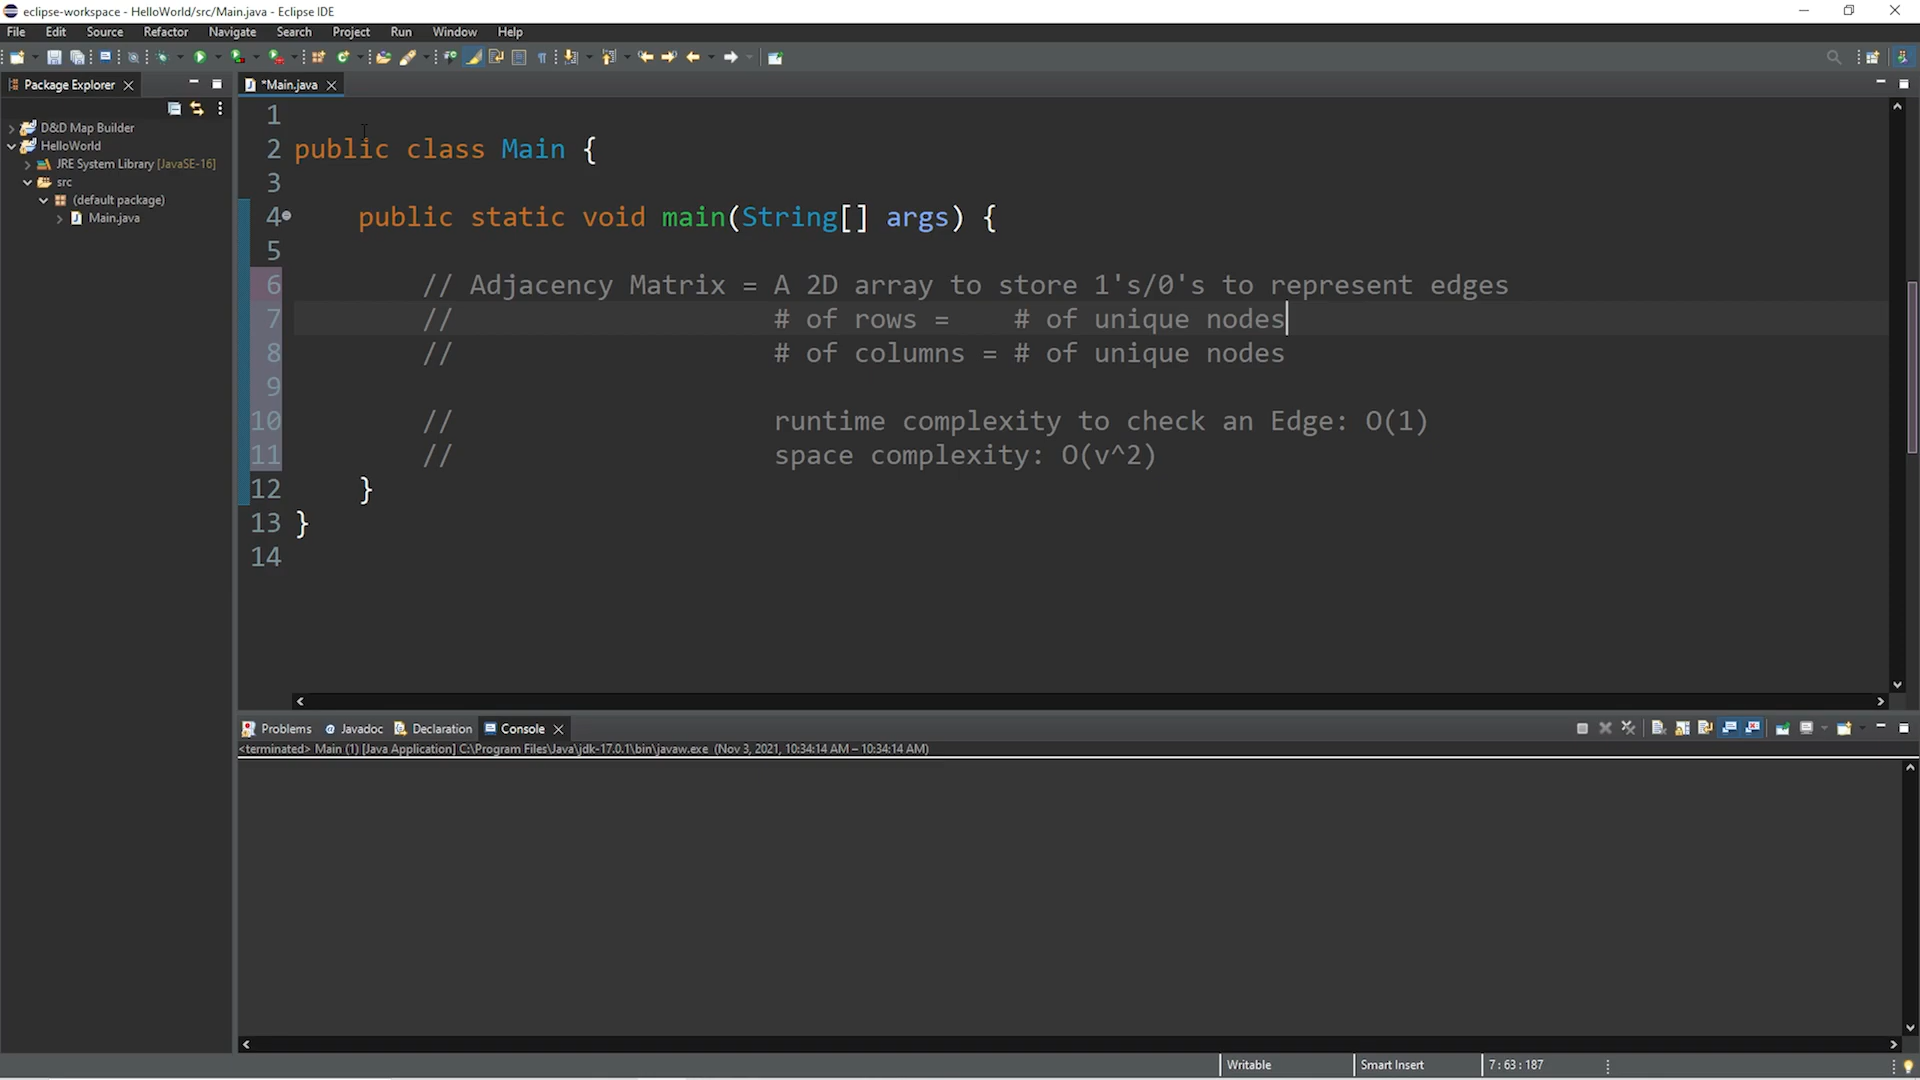 eclipse-workspace - HelloWorld/src/Main.java - Eclipse IDE
File Edit Source Refactor Navigate Search Project Run Window Help
Package Explorer
*Main.java
D&D Map Builder
HelloWorld
JRE System Library [JavaSE-16]
src
(default package)
Main.java
1
2 public class Main {
3
4 public static void main(String[] args) {
5
6 // Adjacency Matrix = A 2D array to store 1's/0's to represent edges
7 // # of rows = # of unique nodes
8 // # of columns = # of unique nodes
9
10 // runtime complexity to check an Edge: O(1)
11 // space complexity: O(v^2)
12 }
13 }
14
Problems Javadoc Declaration Console
<terminated> Main (1) [Java Application] C:\Program Files\Java\jdk-17.0.1\bin\javaw.exe (Nov 3, 2021, 10:34:14 AM – 10:34:14 AM)
Writable Smart Insert 7 : 63 : 187